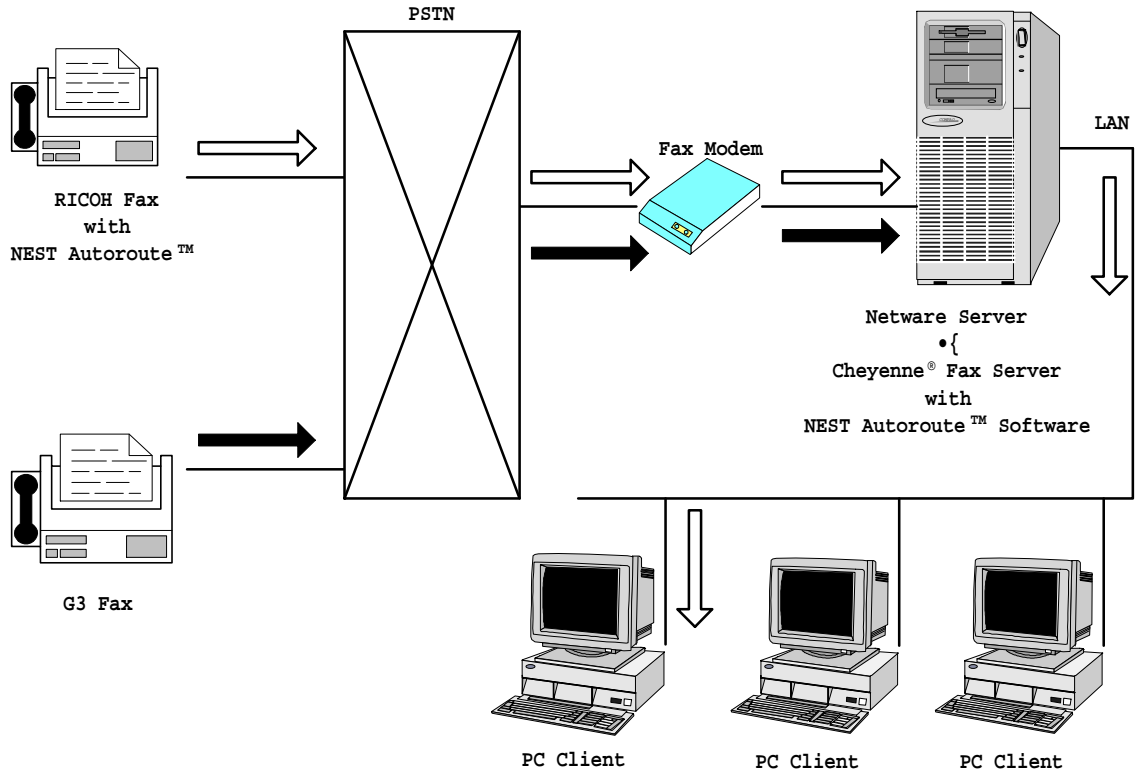 PSTN
LAN
Fax Modem
RICOH Fax
with
NEST Autoroute™
Netware Server
•{
Cheyenne® Fax Server
with
NEST Autoroute™ Software
G3 Fax
PC Client
PC Client
PC Client